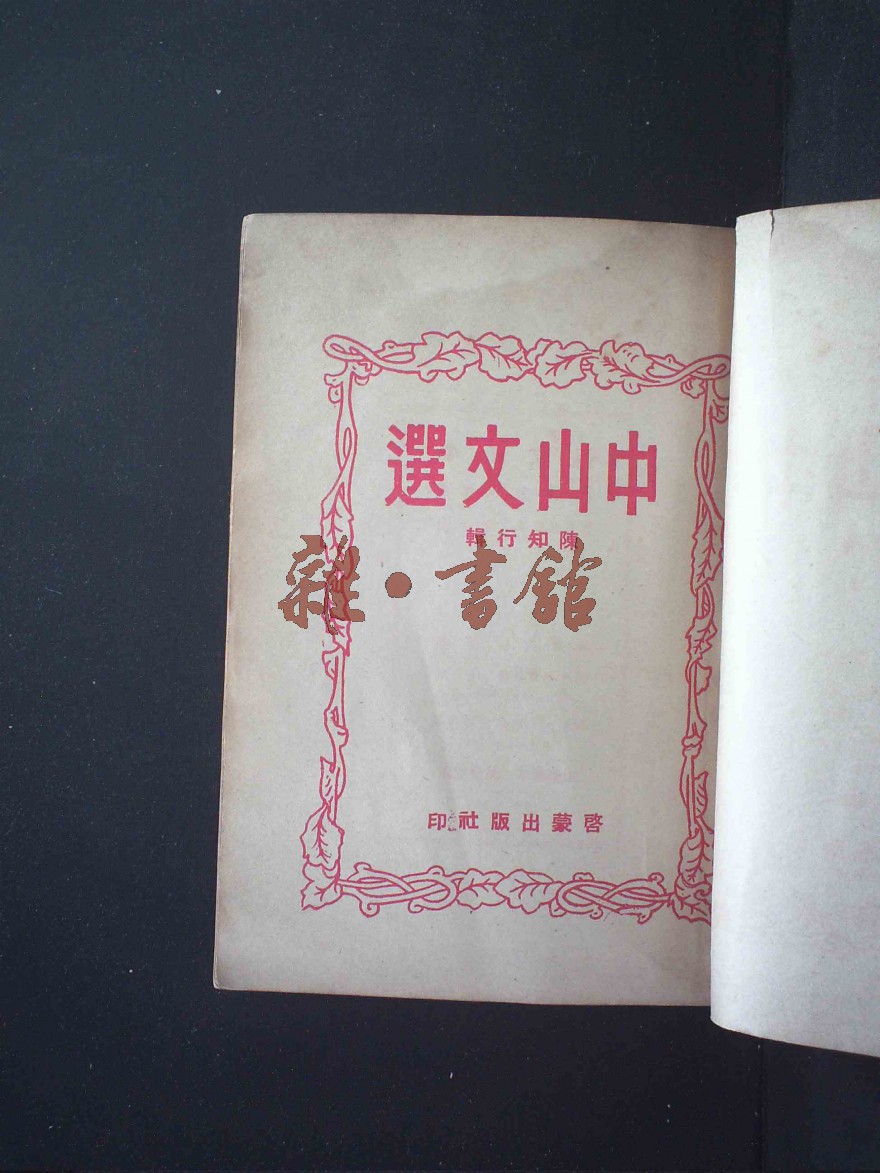 中山文選
陳知行輯
雜·書館
啓蒙出版社印